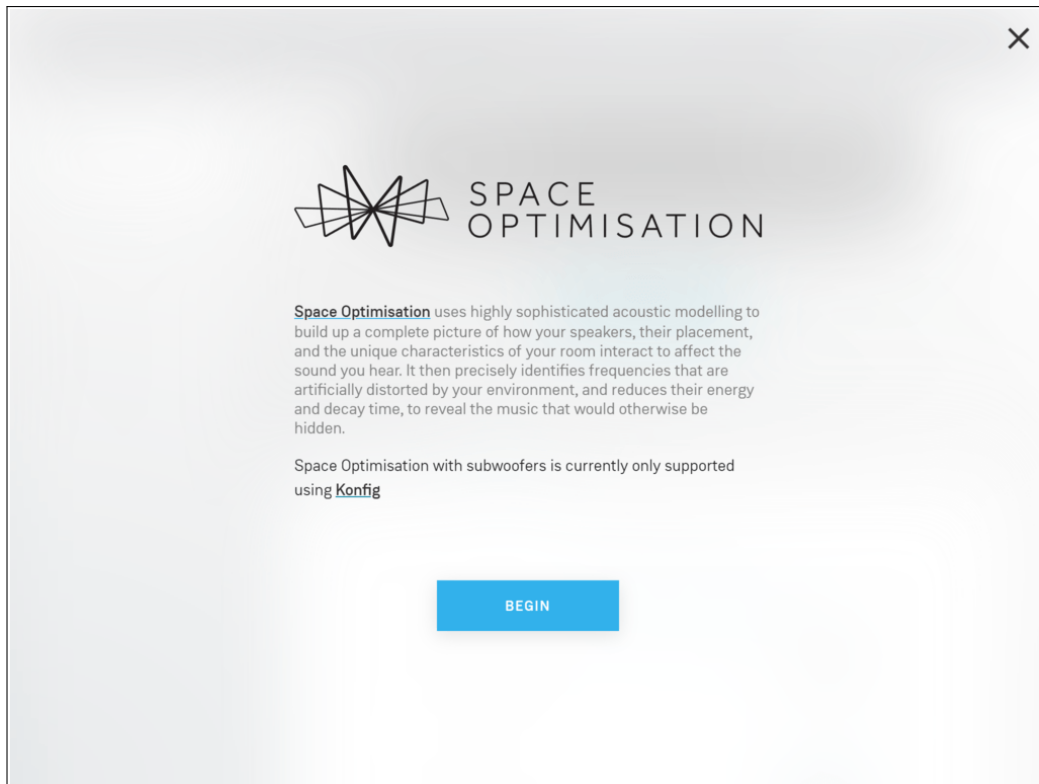 SPACE
OPTIMISATION
Space Optimisation uses highly sophisticated acoustic modelling to
build up a complete picture of how your speakers, their placement,
and the unique characteristics of your room interact to affect the
sound you hear. It then precisely identifies frequencies that are
artificially distorted by your environment, and reduces their energy
and decay time, to reveal the music that would otherwise be
hidden.
Space Optimisation with subwoofers is currently only supported
using Konfig
BEGIN